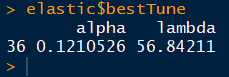 > elastic$bestTune
alpha lambda
36 0.1210526 56.84211
>